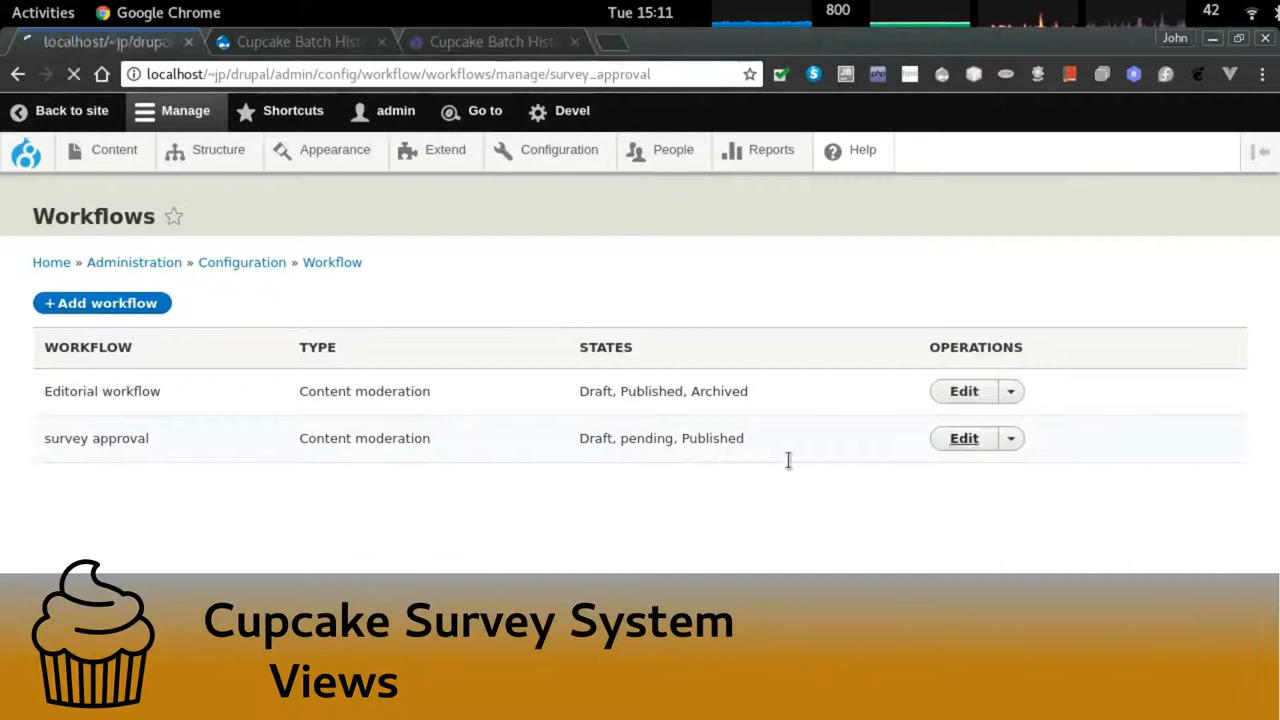 Activities Google Chrome Tue 15:11 800 42
localhost/~jp/drupa Cupcake Batch Hist Cupcake Batch Hist John
localhost/~jp/drupal/admin/config/workflow/workflows/manage/survey_approval
Back to site Manage Shortcuts admin Go to Devel
Content Structure Appearance Extend Configuration People Reports Help
Workflows
Home » Administration » Configuration » Workflow
+ Add workflow
WORKFLOW TYPE STATES OPERATIONS
Editorial workflow Content moderation Draft, Published, Archived Edit
survey approval Content moderation Draft, pending, Published Edit
Cupcake Survey System
Views